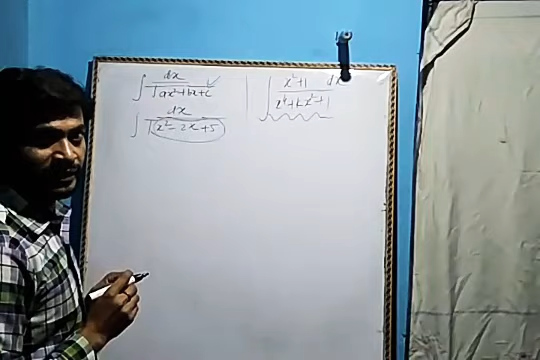 ∫ dx / √(ax²+bx+c) ✓
∫ dx / √(x²-2x+5)
∫ (x²+1) / (x⁴+kx²+1) dx